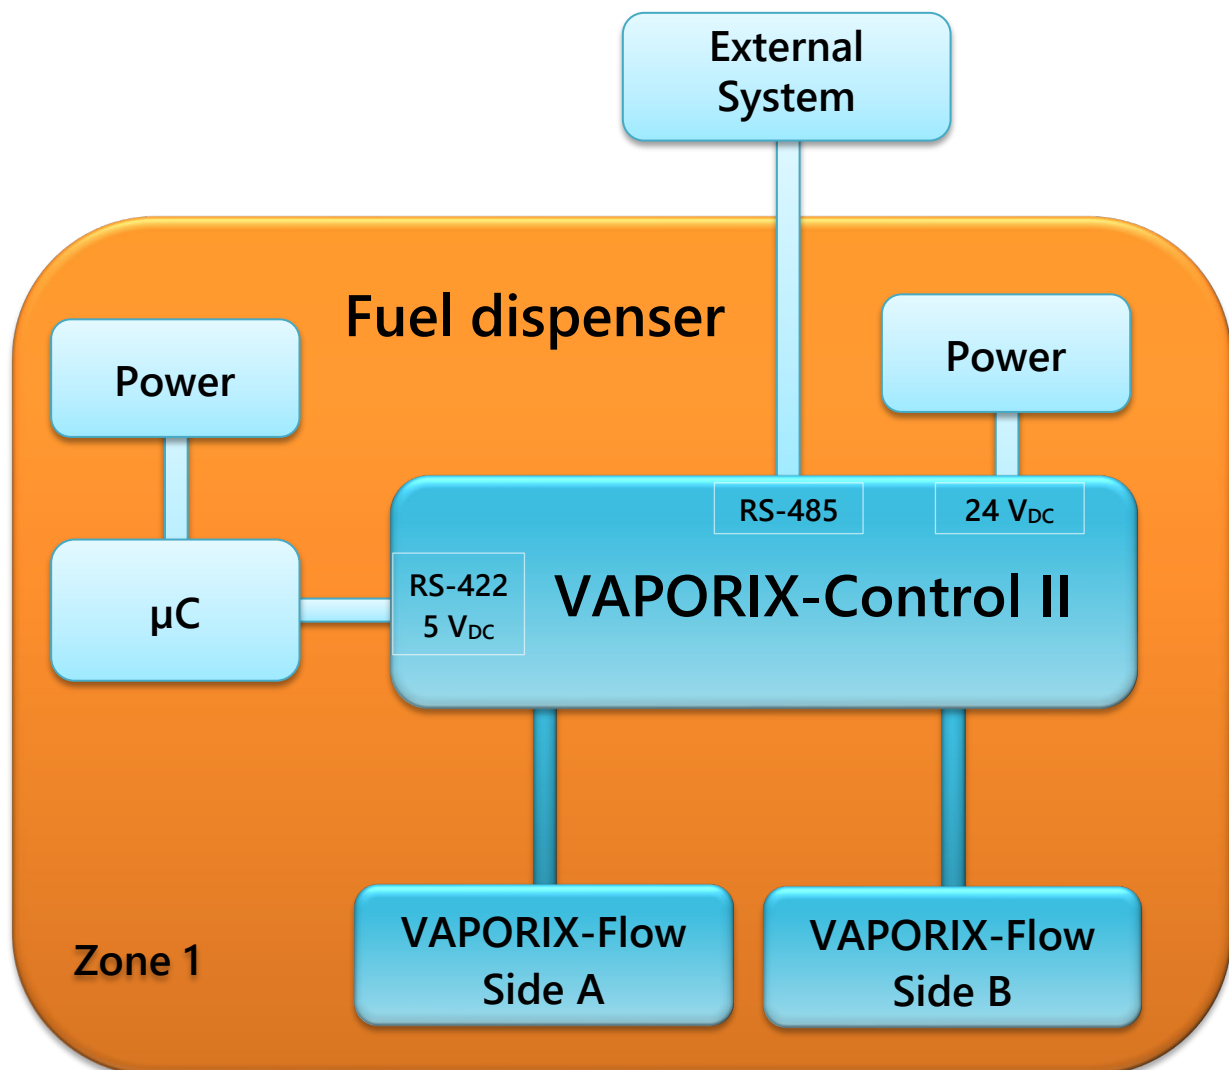 External
System
Fuel dispenser
Power
Power
RS-485
24 VDC
RS-422
5 VDC
VAPORIX-Control II
µC
VAPORIX-Flow
Side A
VAPORIX-Flow
Side B
Zone 1